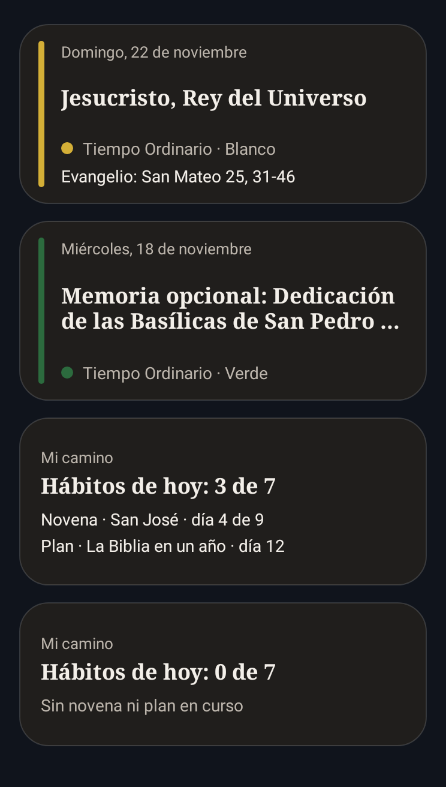 Domingo, 22 de noviembre
Jesucristo, Rey del Universo
Tiempo Ordinario · Blanco
Evangelio: San Mateo 25, 31-46
Miércoles, 18 de noviembre
Memoria opcional: Dedicación
de las Basílicas de San Pedro ...
Tiempo Ordinario · Verde
Mi camino
Hábitos de hoy: 3 de 7
Novena · San José · día 4 de 9
Plan · La Biblia en un año · día 12
Mi camino
Hábitos de hoy: 0 de 7
Sin novena ni plan en curso